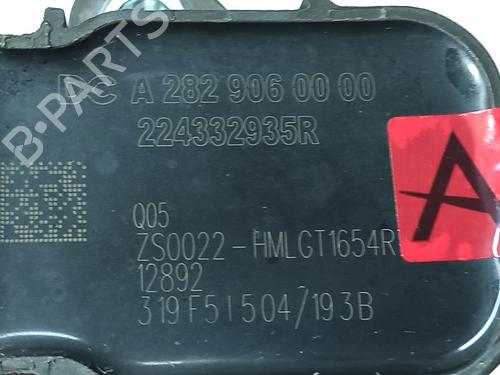 A 282 906 00 00
224332935R
Q05
ZS0022-HMLGT1654R
12892
319F51504/193B
A
B-PARTS